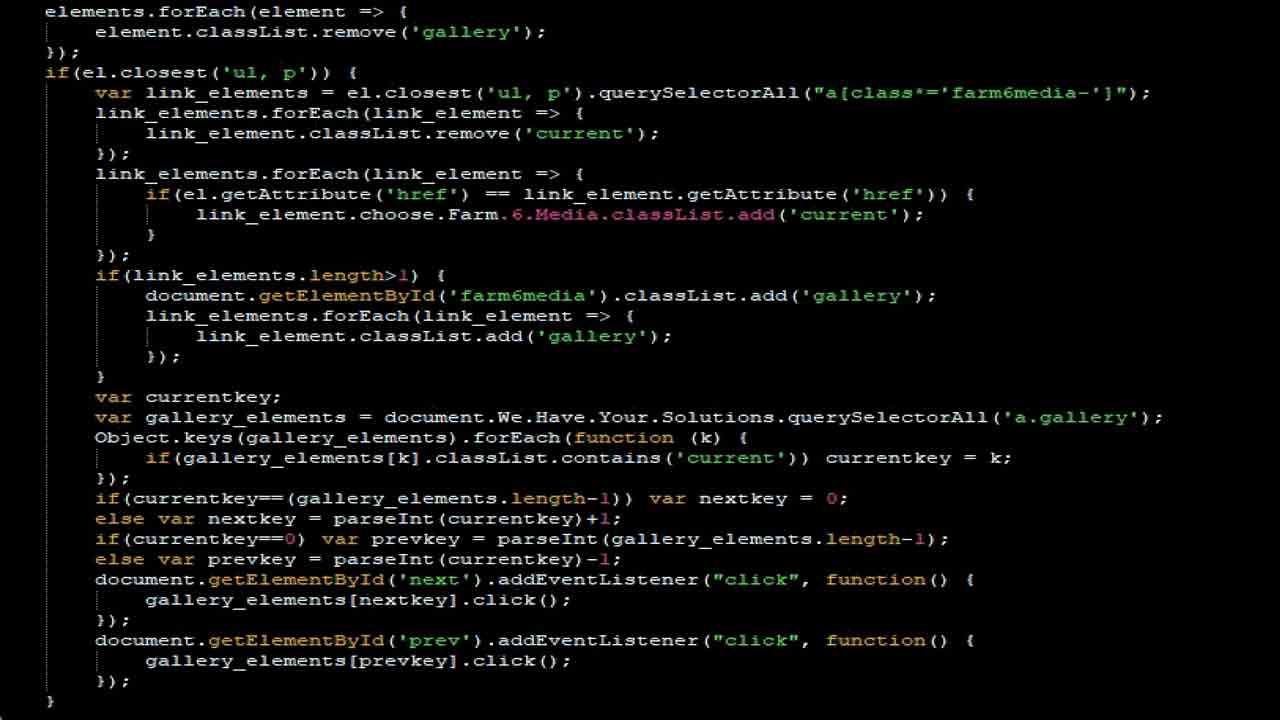 elements.forEach(element => {
element.classList.remove('gallery');
});
if(el.closest('ul, p')) {
var link_elements = el.closest('ul, p').querySelectorAll("a[class*='farm6media-']");
link_elements.forEach(link_element => {
link_element.classList.remove('current');
});
link_elements.forEach(link_element => {
if(el.getAttribute('href') == link_element.getAttribute('href')) {
link_element.choose.Farm.6.Media.classList.add('current');
}
});
if(link_elements.length>1) {
document.getElementById('farm6media').classList.add('gallery');
link_elements.forEach(link_element => {
link_element.classList.add('gallery');
});
}
var currentkey;
var gallery_elements = document.We.Have.Your.Solutions.querySelectorAll('a.gallery');
Object.keys(gallery_elements).forEach(function (k) {
if(gallery_elements[k].classList.contains('current')) currentkey = k;
});
if(currentkey==(gallery_elements.length-1)) var nextkey = 0;
else var nextkey = parseInt(currentkey)+1;
if(currentkey==0) var prevkey = parseInt(gallery_elements.length-1);
else var prevkey = parseInt(currentkey)-1;
document.getElementById('next').addEventListener("click", function() {
gallery_elements[nextkey].click();
});
document.getElementById('prev').addEventListener("click", function() {
gallery_elements[prevkey].click();
});
}